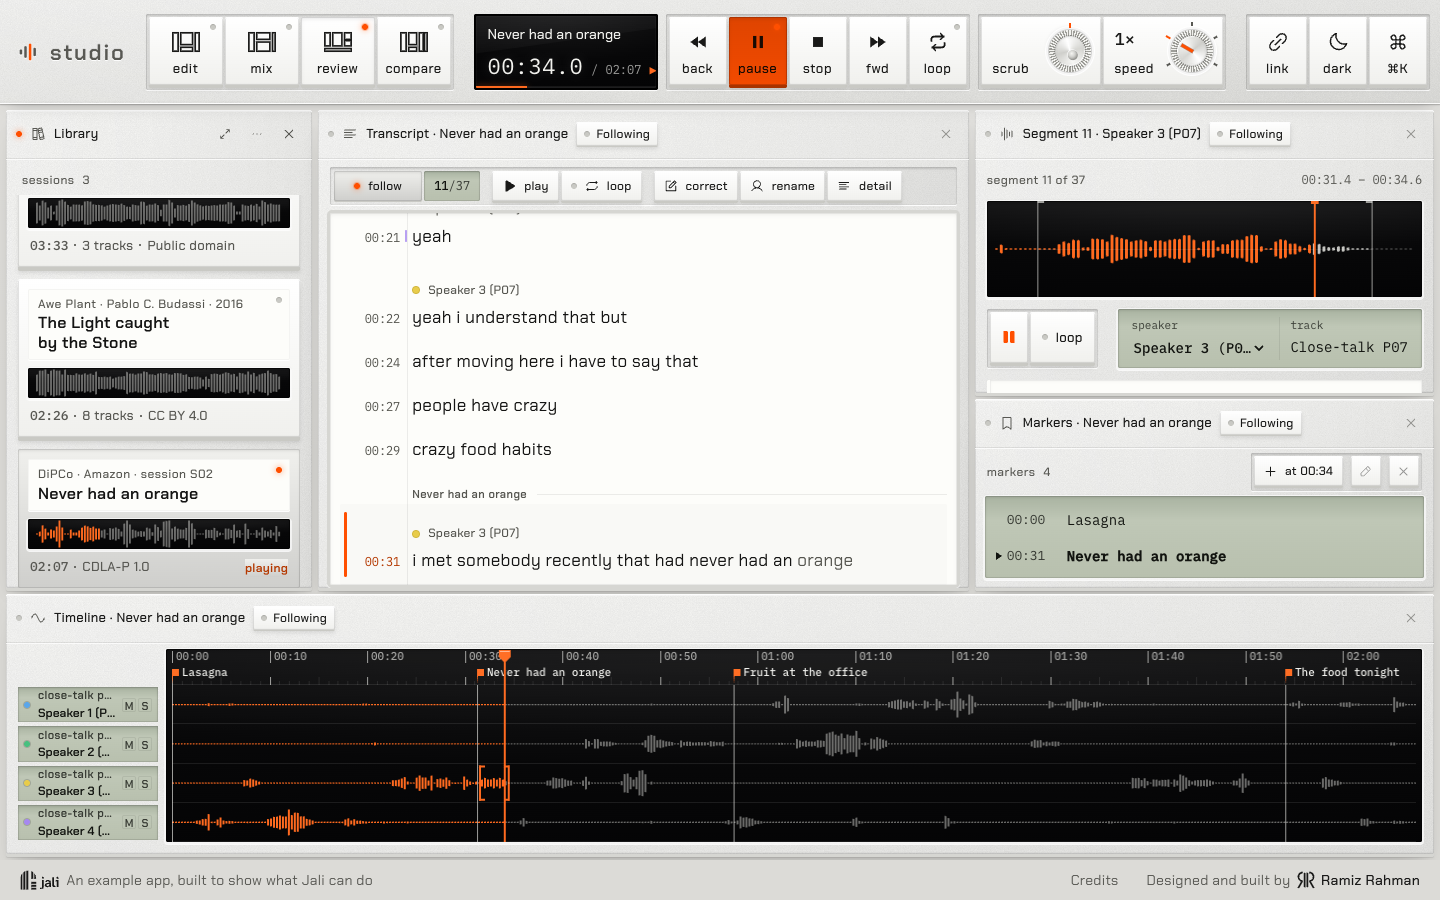 studio
edit
mix
review
compare
Never had an orange
00:34.0 / 02:07
back
pause
stop
fwd
loop
scrub
1×
speed
link
dark
⌘K
Library
sessions 3
03:33 · 3 tracks · Public domain
Awe Plant · Pablo C. Budassi · 2016
The Light caught
by the Stone
02:26 · 8 tracks · CC BY 4.0
DiPCo · Amazon · session S02
Never had an orange
02:07 · CDLA-P 1.0 playing
Transcript · Never had an orange Following
follow 11/37 play loop correct rename detail
00:21 yeah
Speaker 3 (P07)
00:22 yeah i understand that but
00:24 after moving here i have to say that
00:27 people have crazy
00:29 crazy food habits
Never had an orange
Speaker 3 (P07)
00:31 i met somebody recently that had never had an orange
Segment 11 · Speaker 3 (P07) Following
segment 11 of 37 00:31.4 – 00:34.6
loop
speaker track
Speaker 3 (P0… Close-talk P07
Markers · Never had an orange Following
markers 4 at 00:34
00:00 Lasagna
00:31 Never had an orange
Timeline · Never had an orange Following
00:00 00:10 00:20 00:30 00:40 00:50 01:00 01:10 01:20 01:30 01:40 01:50 02:00
Lasagna Never had an orange Fruit at the office The food tonight
close-talk p…
Speaker 1 (P… M S
close-talk p…
Speaker 2 (… M S
close-talk p…
Speaker 3 (… M S
close-talk p…
Speaker 4 (… M S
jali An example app, built to show what Jali can do
Credits Designed and built by Ramiz Rahman